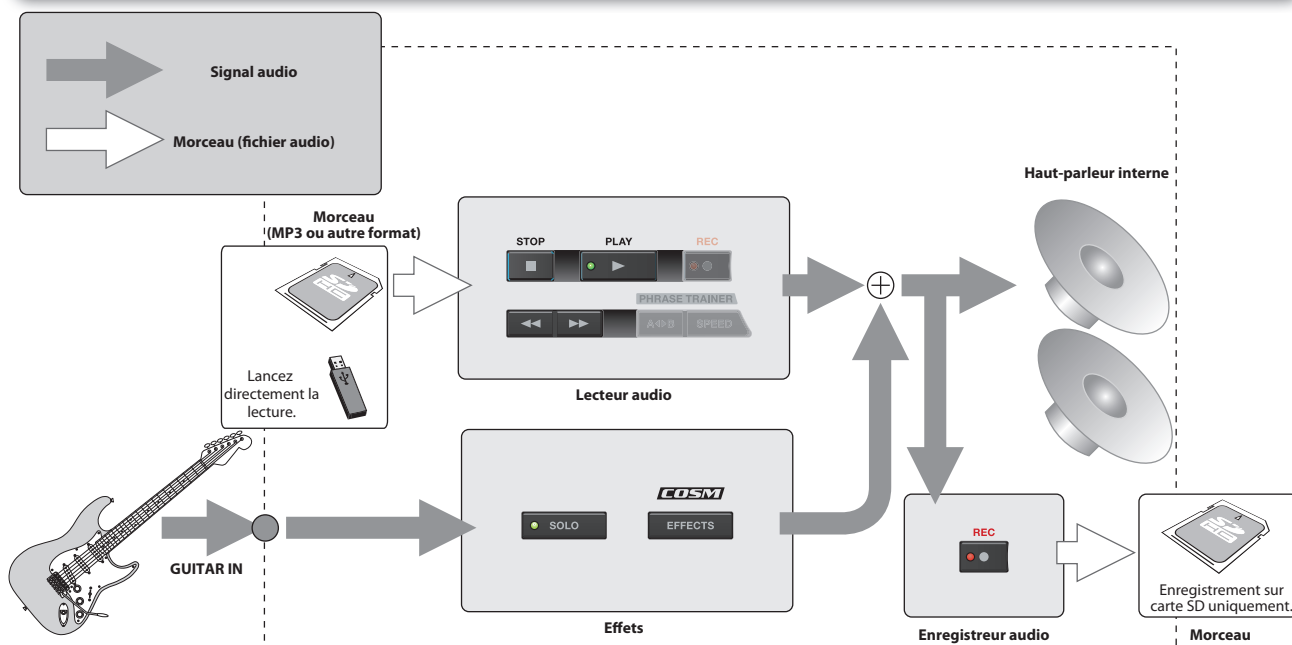 Signal audio
Morceau (fichier audio)
Haut-parleur interne
Morceau
(MP3 ou autre format)
STOP
PLAY
REC
PHRASE TRAINER
A B
SPEED
Lancez
directement la
lecture.
Lecteur audio
COSM
SOLO
EFFECTS
GUITAR IN
REC
Enregistrement sur
carte SD uniquement.
Effets
Enregistreur audio
Morceau